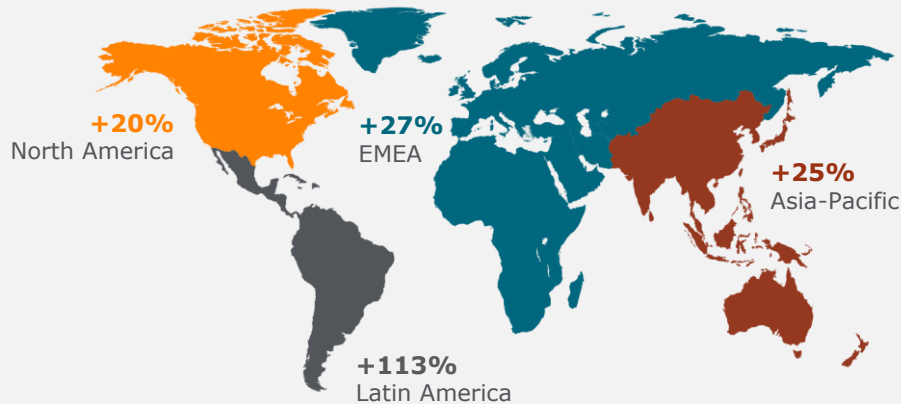 +20%
North America
+27%
EMEA
+25%
Asia-Pacific
+113%
Latin America